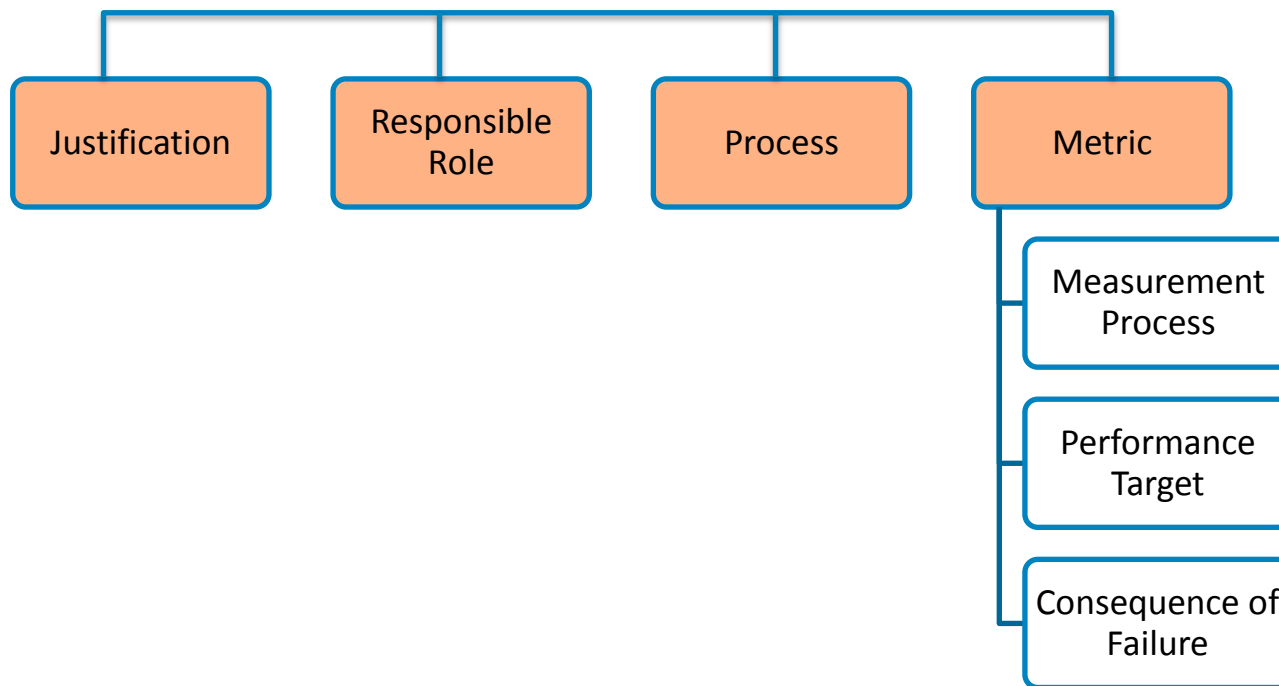 Justification
Responsible
Role
Process
Metric
Measurement
Process
Performance
Target
Consequence of
Failure